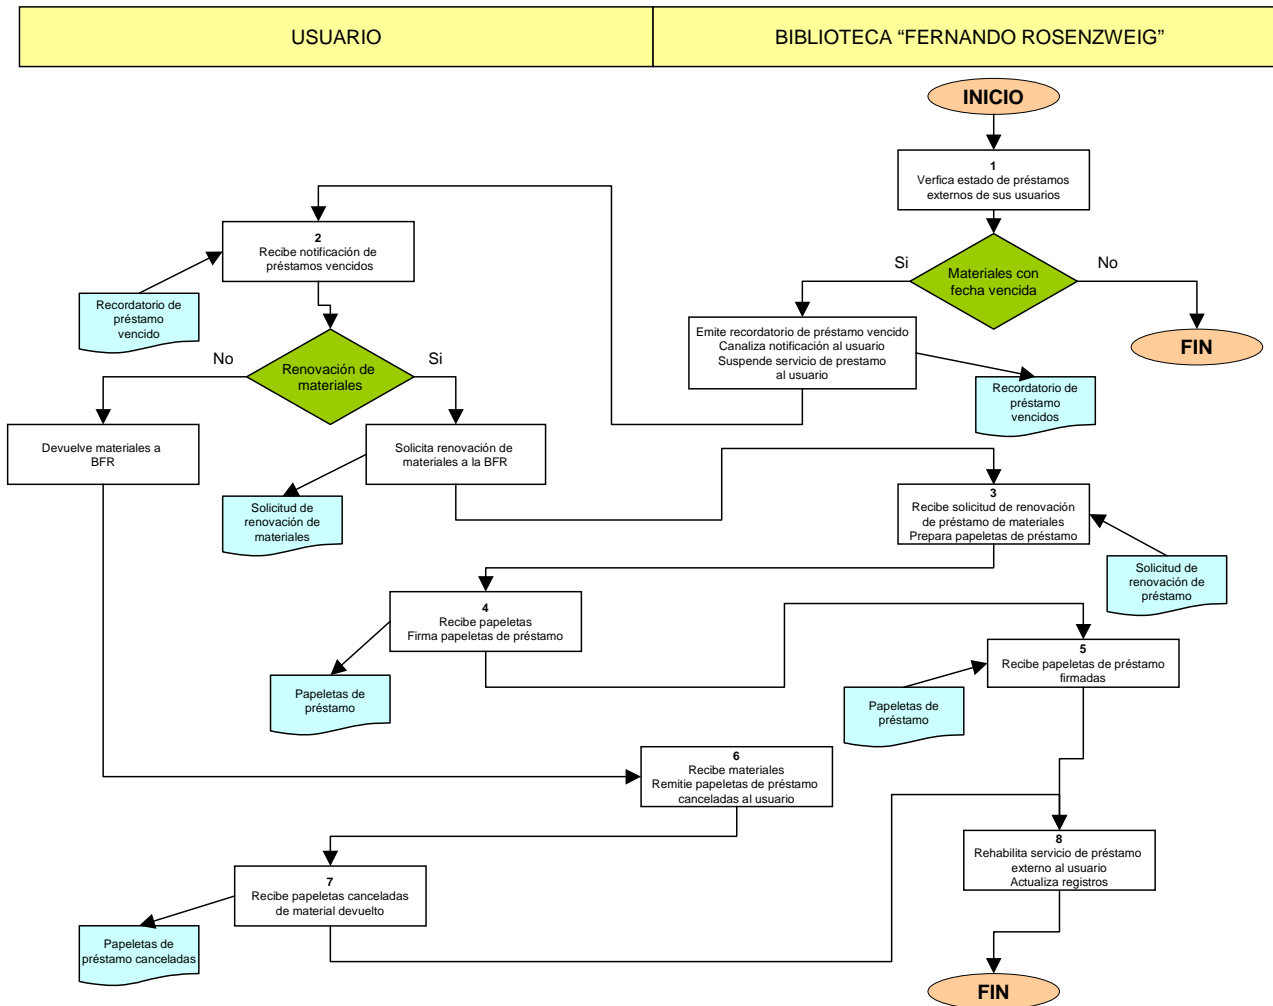 USUARIO
BIBLIOTECA “FERNANDO ROSENZWEIG”
INICIO
1
Verfica estado de préstamos
externos de sus usuarios
2
Recibe notificación de
préstamos vencidos
Si
Materiales con
fecha vencida
No
Recordatorio de
préstamo
vencido
Emite recordatorio de préstamo vencido
Canaliza notificación al usuario
Suspende servicio de prestamo
al usuario
FIN
No
Renovación de
materiales
Si
Recordatorio de
préstamo
vencidos
Devuelve materiales a
BFR
Solicita renovación de
materiales a la BFR
Solicitud de
renovación de
materiales
3
Recibe solicitud de renovación
de préstamo de materiales
Prepara papeletas de préstamo
Solicitud de
renovación de
préstamo
4
Recibe papeletas
Firma papeletas de préstamo
5
Recibe papeletas de préstamo
firmadas
Papeletas de
préstamo
Papeletas de
préstamo
6
Recibe materiales
Remitie papeletas de préstamo
canceladas al usuario
8
Rehabilita servicio de préstamo
externo al usuario
Actualiza registros
7
Recibe papeletas canceladas
de material devuelto
Papeletas de
préstamo canceladas
FIN